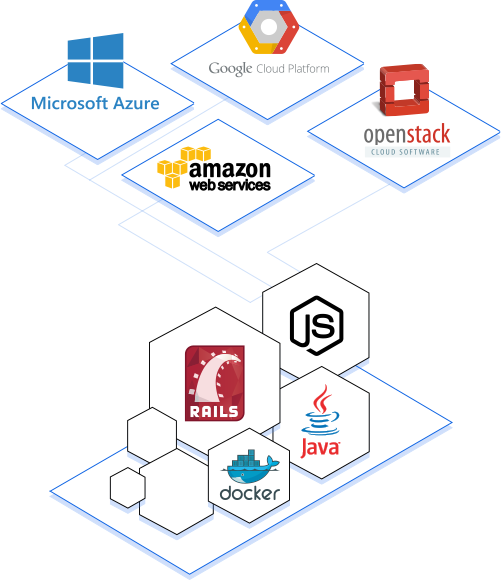 Google Cloud Platform
Microsoft Azure
openstack
CLOUD SOFTWARE
amazon
web services
JS
RAILS
Java
docker